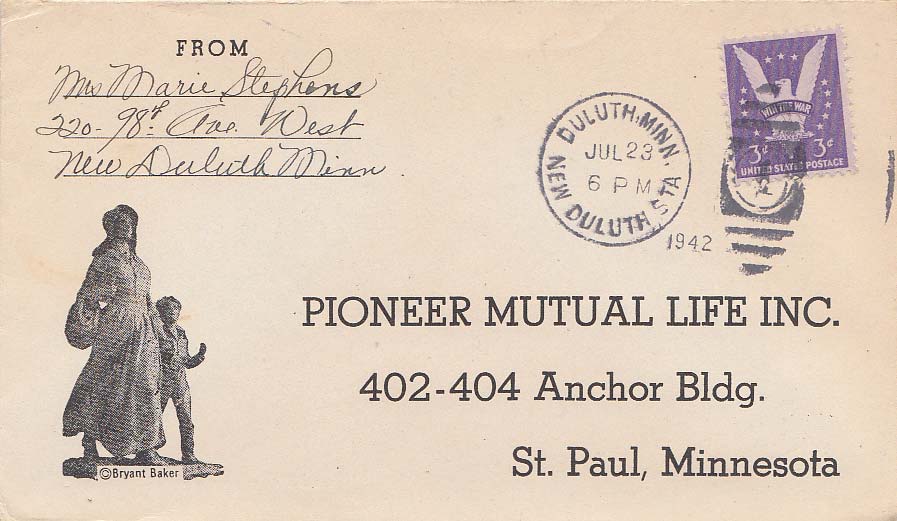 FROM
Mrs Marie Stephens
220-98th Ave. West
New Duluth Minn.
DULUTH, MINN.
JUL 23
6 PM
NEW DULUTH STA
1942
WIN THE WAR
3¢ 3¢
UNITED STATES POSTAGE
PIONEER MUTUAL LIFE INC.
402-404 Anchor Bldg.
St. Paul, Minnesota
©Bryant Baker